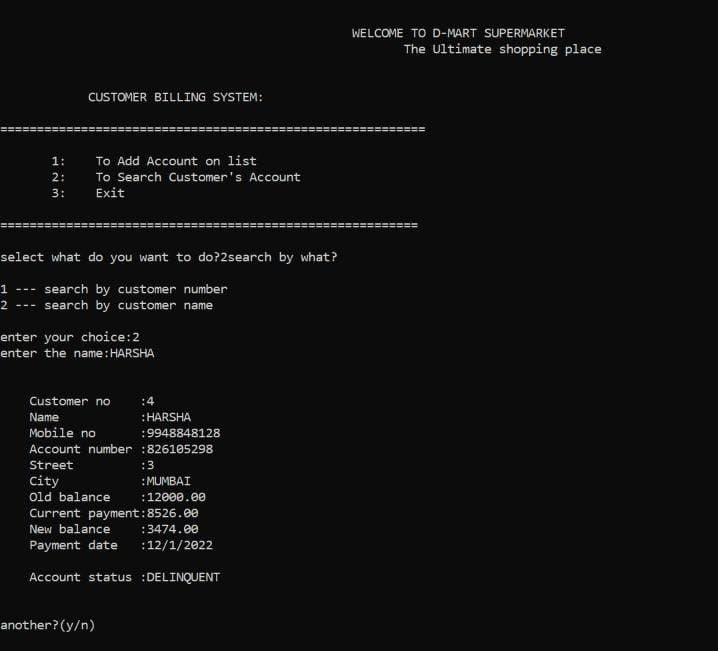 WELCOME TO D-MART SUPERMARKET
The Ultimate shopping place
CUSTOMER BILLING SYSTEM:
==========================================================
1:    To Add Account on list
2:    To Search Customer's Account
3:    Exit
=========================================================
select what do you want to do?2search by what?
1 --- search by customer number
2 --- search by customer name
enter your choice:2
enter the name:HARSHA
Customer no    :4
Name           :HARSHA
Mobile no      :9948848128
Account number :826105298
Street         :3
City           :MUMBAI
Old balance    :12000.00
Current payment:8526.00
New balance    :3474.00
Payment date   :12/1/2022
Account status :DELINQUENT
another?(y/n)